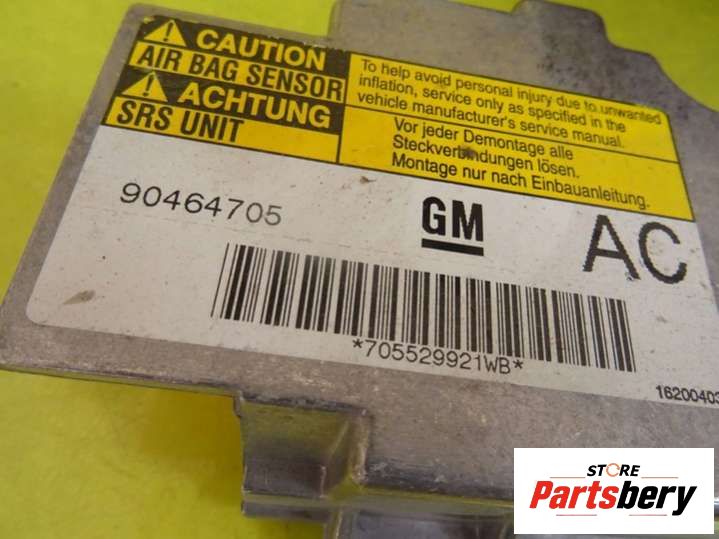 CAUTION
AIR BAG SENSOR
ACHTUNG
SRS UNIT
To help avoid personal injury due to unwanted
inflation, service only as specified in the
vehicle manufacturer's service manual.
Vor jeder Demontage alle
Steckverbindungen lösen.
Montage nur nach Einbauanleitung.
90464705
GM
AC
*705529921WB*
16200403
STORE
Partsbery